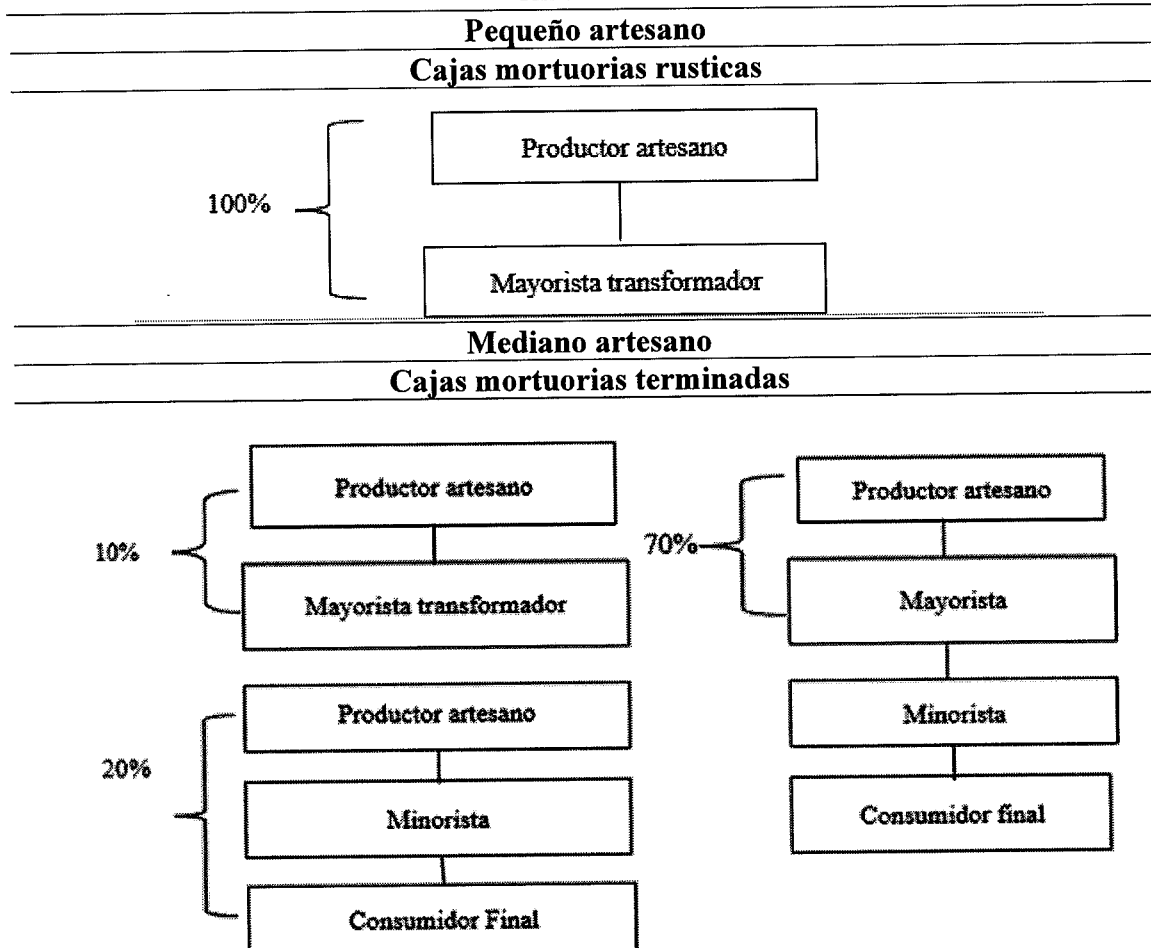 Pequeño artesano
Cajas mortuorias rusticas
Productor artesano
100%
Mayorista transformador
Mediano artesano
Cajas mortuorias terminadas
Productor artesano
10%
Mayorista transformador
Productor artesano
20%
Minorista
Consumidor Final
Productor artesano
70%
Mayorista
Minorista
Consumidor final